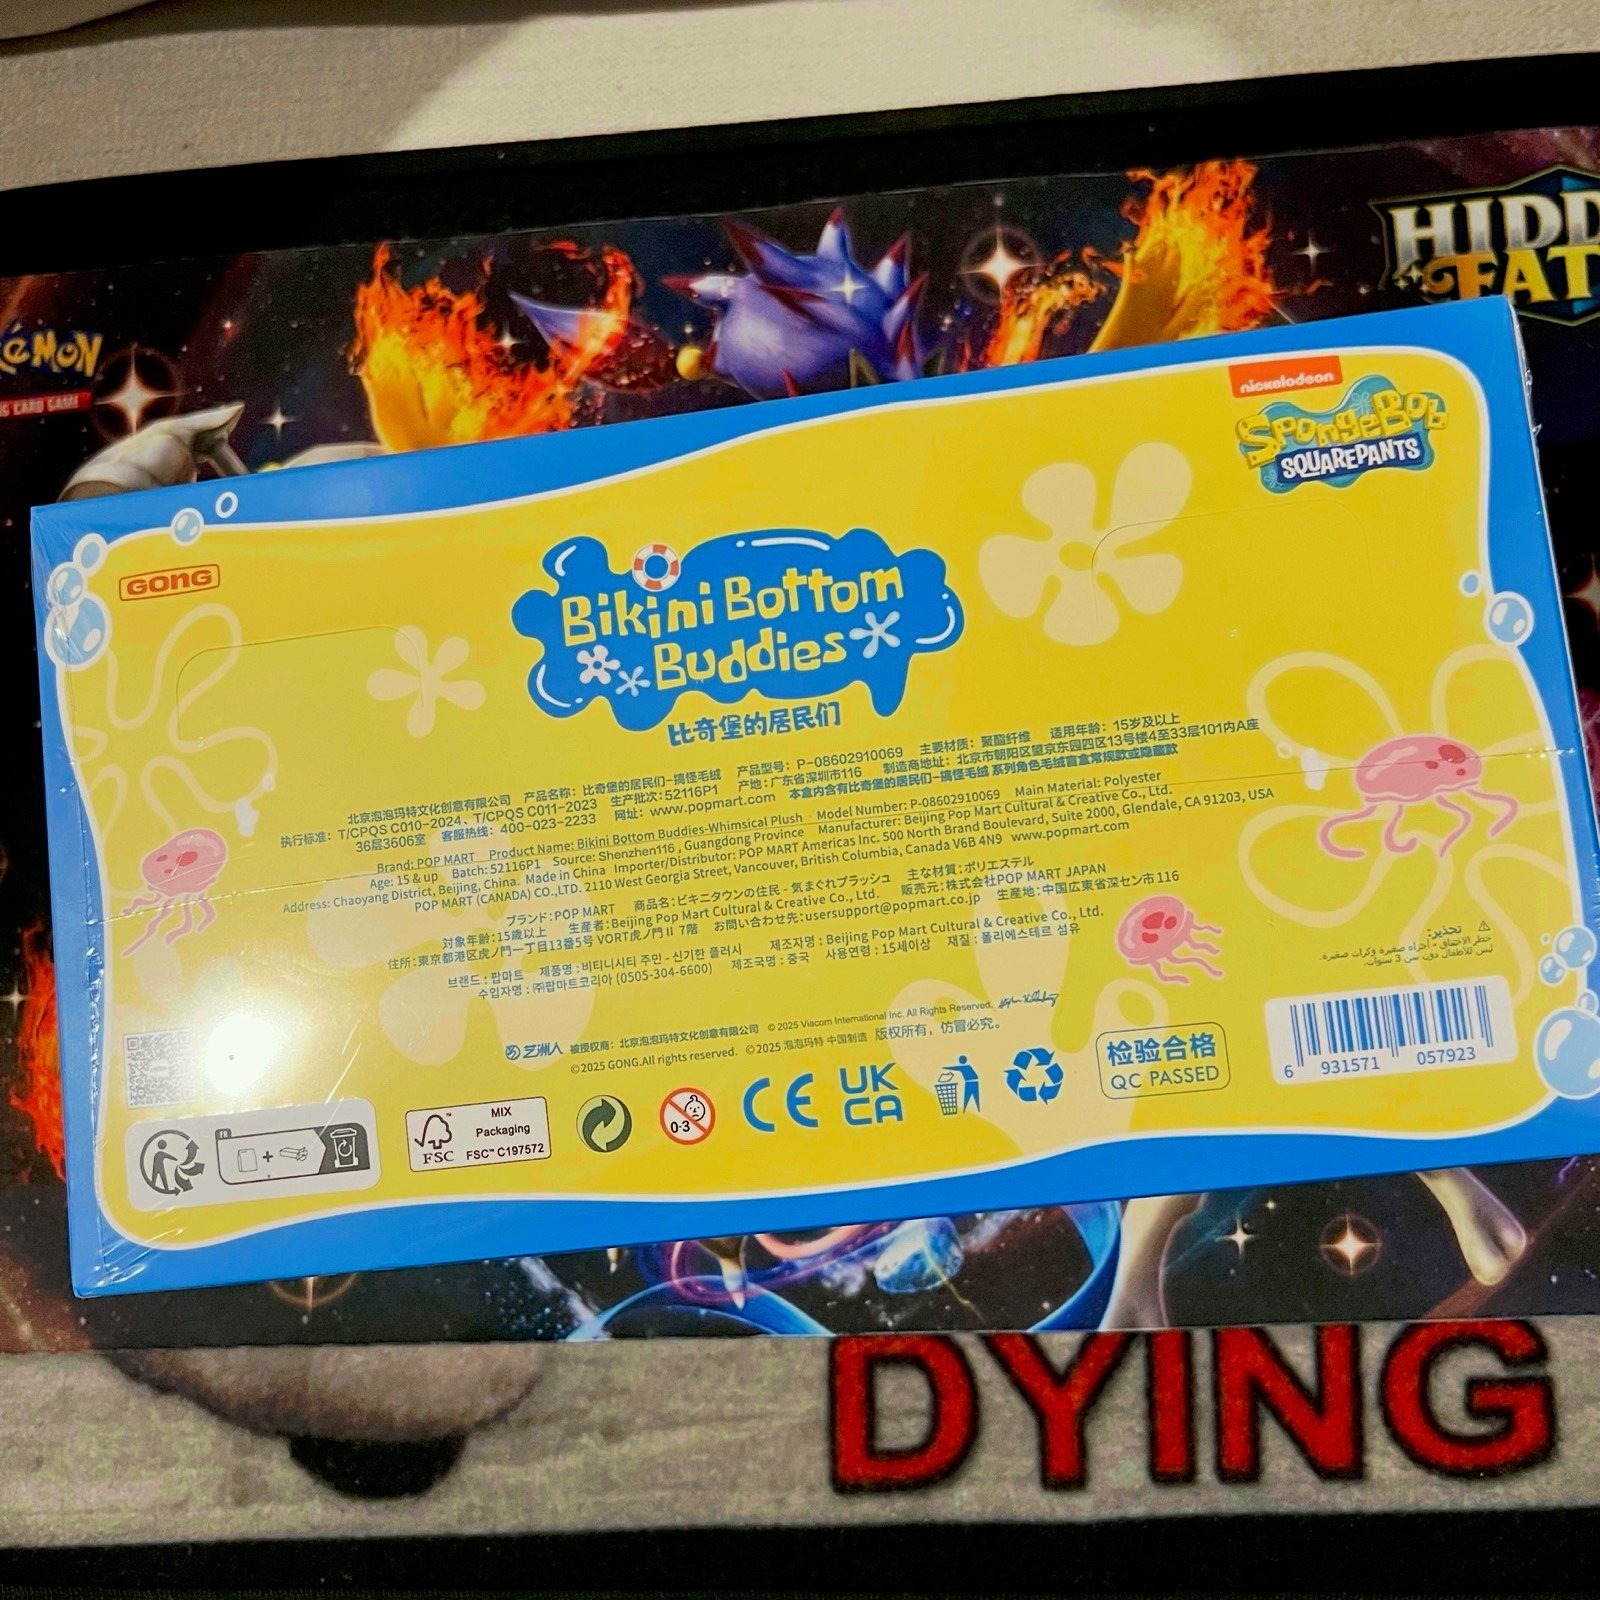 HIDD
FAT
kéMON
NG CARD GAME
nickelodeon
SpongeBob
SQUAREPANTS
GONG
Bikini Bottom
Buddies
比奇堡的居民们
北京泡泡玛特文化创意有限公司 产品名称：比奇堡的居民们-搞怪毛绒 产品型号：P-08602910069 主要材质：聚酯纤维 适用年龄：15岁及以上
执行标准：T/CPQS C010-2024、T/CPQS C011-2023 生产批次：52116P1 产地：广东省深圳市116 制造商地址：北京市朝阳区望京东园四区13号楼4至33层101内A座
36层3606室 客服热线：400-023-2233 网址：www.popmart.com 本盒内含有比奇堡的居民们-搞怪毛绒 系列角色毛绒盲盒常规款或隐藏款
Brand: POP MART Product Name: Bikini Bottom Buddies-Whimsical Plush Model Number: P-08602910069 Main Material: Polyester
Age: 15 & up Batch: 52116P1 Source: Shenzhen116 , Guangdong Province Manufacturer: Beijing Pop Mart Cultural & Creative Co., Ltd.
Address: Chaoyang District, Beijing, China. Made in China Importer/Distributor: POP MART Americas Inc. 500 North Brand Boulevard, Suite 2000, Glendale, CA 91203, USA
POP MART (CANADA) CO.,LTD. 2110 West Georgia Street, Vancouver, British Columbia, Canada V6B 4N9 www.popmart.com
ブランド：POP MART 商品名：ビキニタウンの住民 - 気まぐれプラッシュ 主な材質：ポリエステル
対象年齢：15歳以上 生産者：Beijing Pop Mart Cultural & Creative Co., Ltd. 販売元：株式会社POP MART JAPAN
住所：東京都港区虎ノ門一丁目13番5号 VORT虎ノ門 II 7階 お問い合わせ先：usersupport@popmart.co.jp 生産地：中国広東省深セン市116
브랜드 : 팝마트 제품명 : 비티니시티 주민 - 신기한 플러시 제조자명 : Beijing Pop Mart Cultural & Creative Co., Ltd.
수입자명 : ㈜팝마트코리아 (0505-304-6600) 제조국명 : 중국 사용연령 : 15세이상 재질 : 폴리에스테르 섬유
تحذير:
خطر الاختناق - أجزاء صغيرة وكرات صغيرة.
ليس للأطفال دون سن 3 سنوات.
艺洲人 被授权商：北京泡泡玛特文化创意有限公司 ©2025 Viacom International Inc. All Rights Reserved.
©2025 GONG.All rights reserved. ©2025 泡泡玛特 中国制造 版权所有，仿冒必究。
FR
MIX
Packaging
FSC
FSC™ C197572
0-3
CE
UK
CA
检验合格
QC PASSED
6 931571 057923
DYING